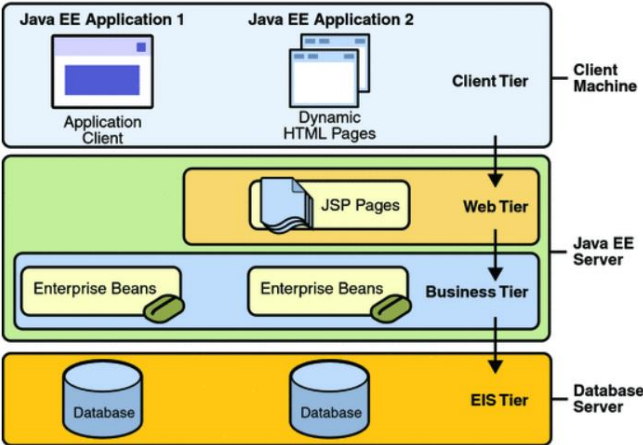 Java EE Application 1
Java EE Application 2
Application
Client
Dynamic
HTML Pages
Client Tier
Client
Machine
JSP Pages
Web Tier
Java EE
Server
Enterprise Beans
Enterprise Beans
Business Tier
Database
Database
EIS Tier
Database
Server